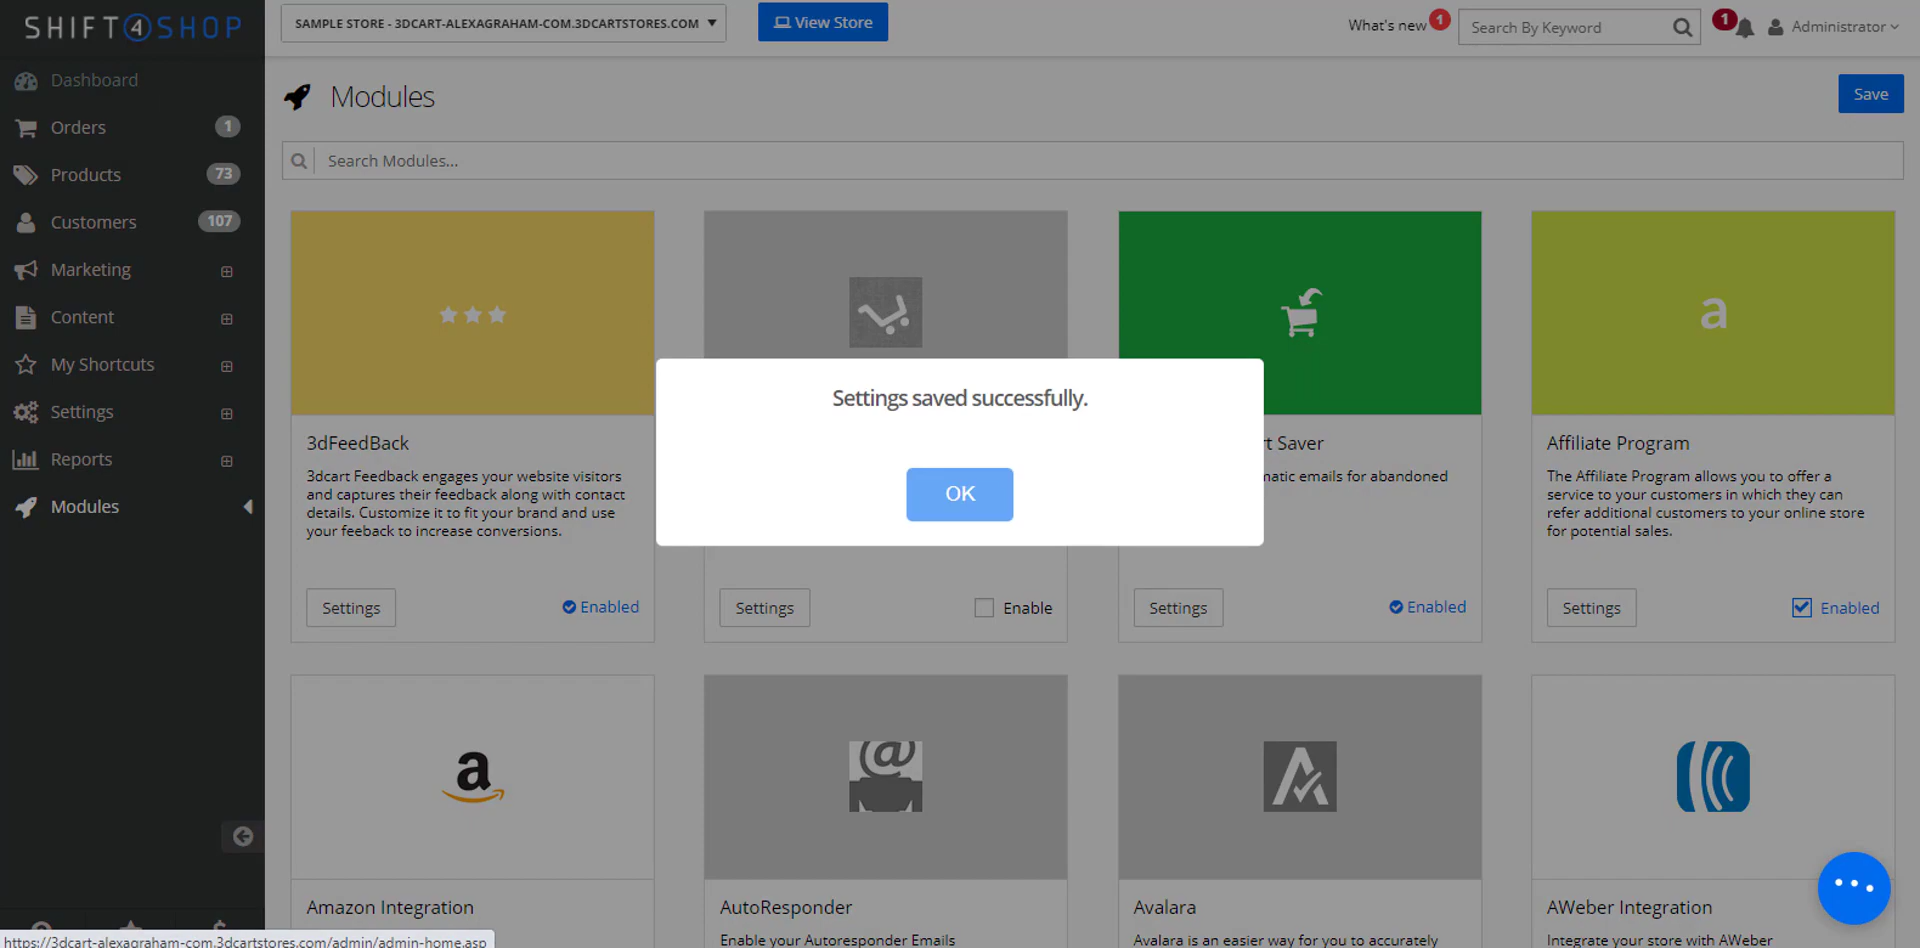 SHIFT4SHOP
SAMPLE STORE - 3DCART-ALEXAGRAHAM-COM.3DCARTSTORES.COM
View Store
What's new 1
Search By Keyword
1
Administrator
Dashboard
Orders 1
Products 73
Customers 107
Marketing
Content
My Shortcuts
Settings
Reports
Modules
Modules
Save
Search Modules...
Settings saved successfully.
OK
3dFeedBack
3dcart Feedback engages your website visitors
and captures their feedback along with contact
details. Customize it to fit your brand and use
your feeback to increase conversions.
Settings
Enabled
Settings
Enable
t Saver
matic emails for abandoned
Settings
Enabled
a
Affiliate Program
The Affiliate Program allows you to offer a
service to your customers in which they can
refer additional customers to your online store
for potential sales.
Settings
Enabled
a
Amazon Integration
@
AutoResponder
Enable your Autoresponder Emails
Avalara
Avalara is an easier way for you to accurately
AWeber Integration
Integrate your store with AWeber
https://3dcart-alexagraham-com.3dcartstores.com/admin/admin-home.asp